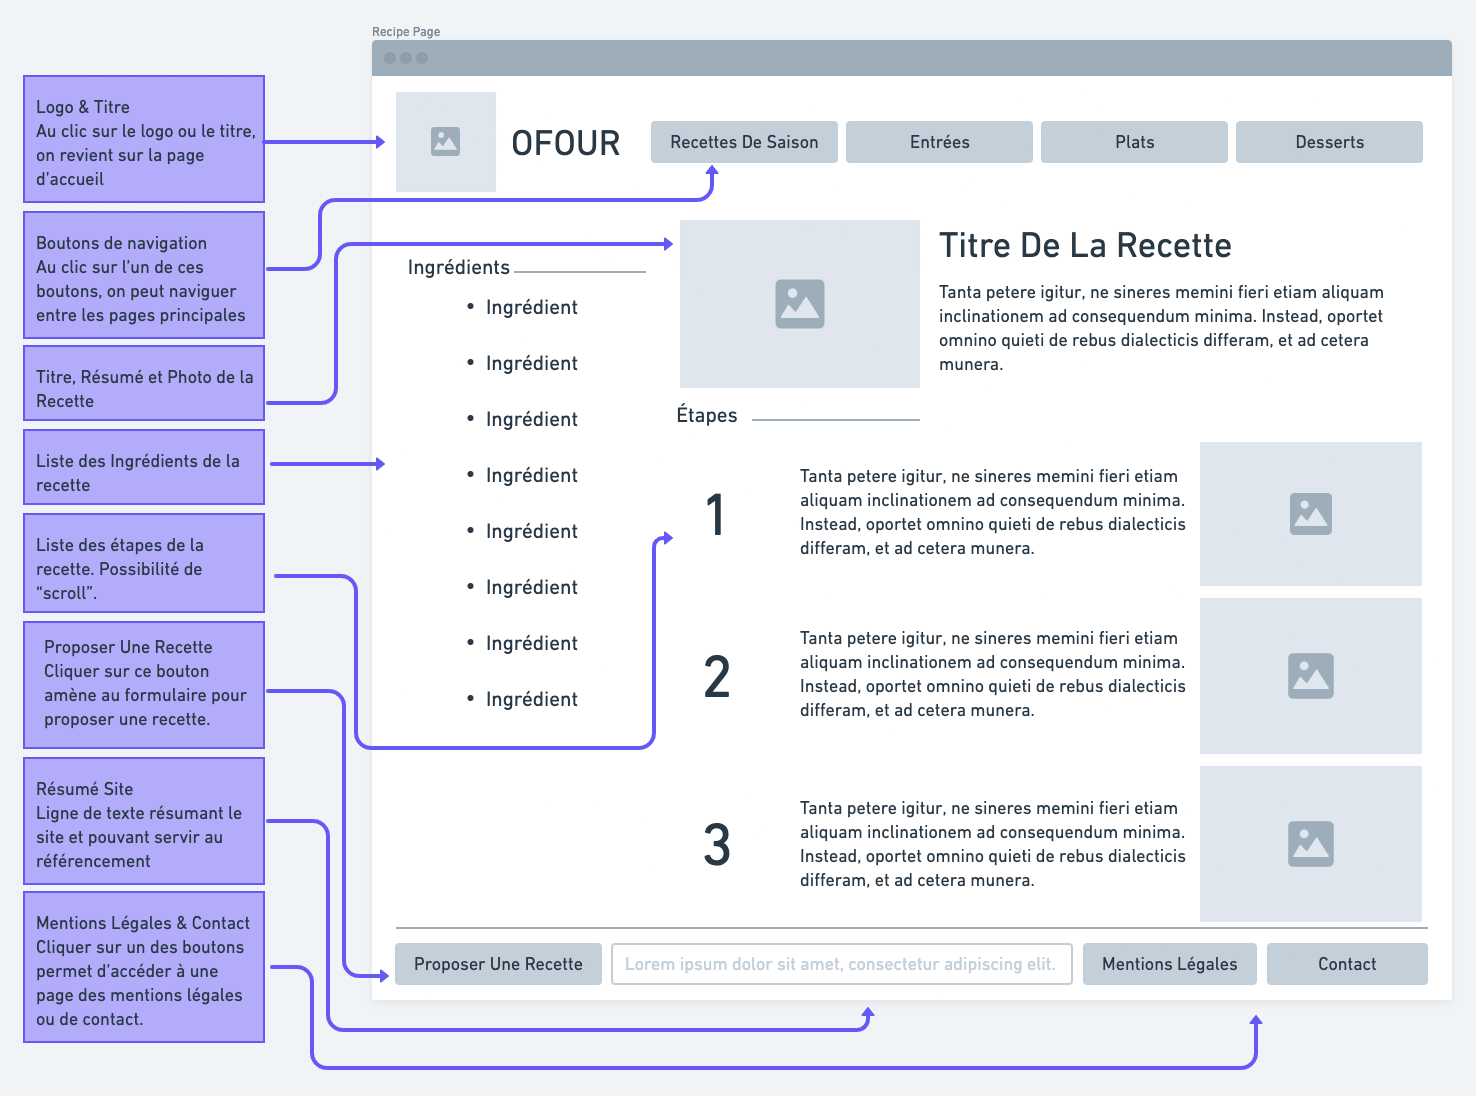 Recipe Page
Logo & Titre
Au clic sur le logo ou le titre,
on revient sur la page
d’accueil
Boutons de navigation
Au clic sur l’un de ces
boutons, on peut naviguer
entre les pages principales
Titre, Résumé et Photo de la
Recette
Liste des Ingrédients de la
recette
Liste des étapes de la
recette. Possibilité de
“scroll”.
Proposer Une Recette
Cliquer sur ce bouton
amène au formulaire pour
proposer une recette.
Résumé Site
Ligne de texte résumant le
site et pouvant servir au
référencement
Mentions Légales & Contact
Cliquer sur un des boutons
permet d’accéder à une
page des mentions légales
ou de contact.
OFOUR
Recettes De Saison
Entrées
Plats
Desserts
Ingrédients
• Ingrédient
• Ingrédient
• Ingrédient
• Ingrédient
• Ingrédient
• Ingrédient
• Ingrédient
• Ingrédient
Titre De La Recette
Tanta petere igitur, ne sineres memini fieri etiam aliquam
inclinationem ad consequendum minima. Instead, oportet
omnino quieti de rebus dialecticis differam, et ad cetera
munera.
Étapes
1
Tanta petere igitur, ne sineres memini fieri etiam
aliquam inclinationem ad consequendum minima.
Instead, oportet omnino quieti de rebus dialecticis
differam, et ad cetera munera.
2
Tanta petere igitur, ne sineres memini fieri etiam
aliquam inclinationem ad consequendum minima.
Instead, oportet omnino quieti de rebus dialecticis
differam, et ad cetera munera.
3
Tanta petere igitur, ne sineres memini fieri etiam
aliquam inclinationem ad consequendum minima.
Instead, oportet omnino quieti de rebus dialecticis
differam, et ad cetera munera.
Proposer Une Recette
Lorem ipsum dolor sit amet, consectetur adipiscing elit.
Mentions Légales
Contact